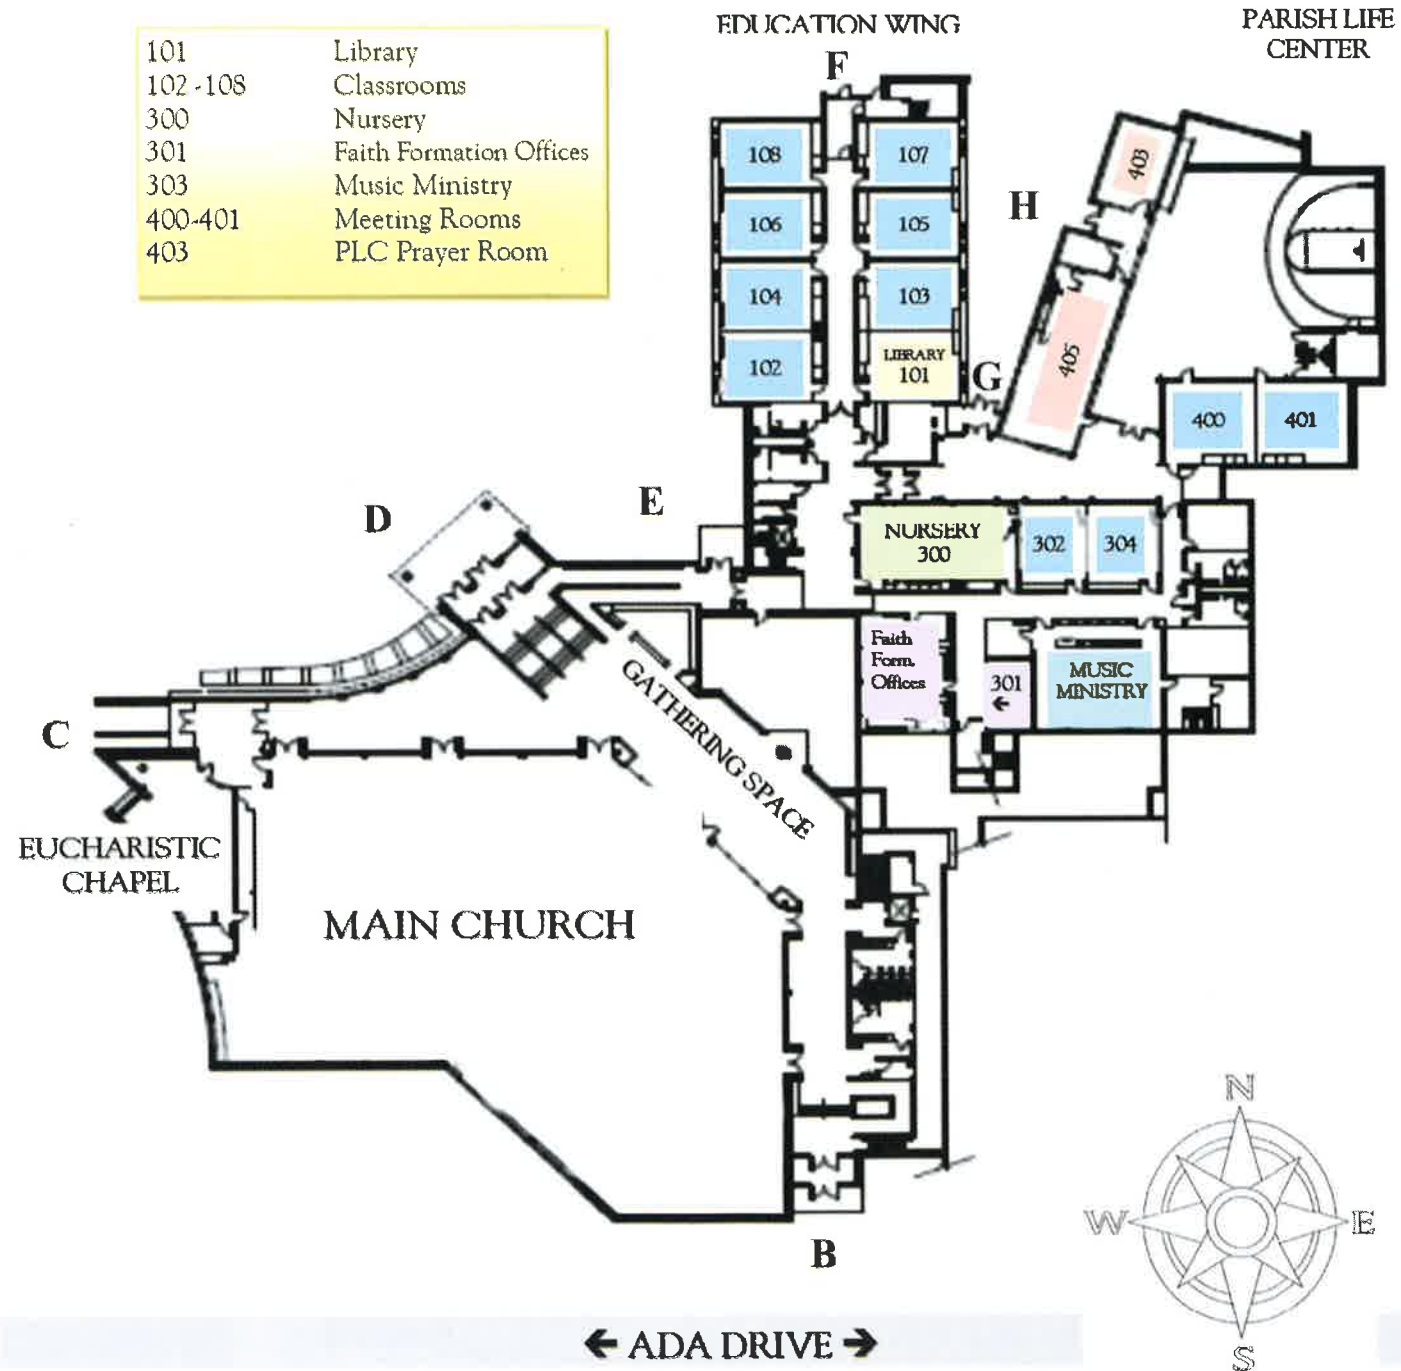 EDUCATION WING
PARISH LIFE
CENTER
F
101 Library
102-108 Classrooms
300 Nursery
301 Faith Formation Offices
303 Music Ministry
400-401 Meeting Rooms
403 PLC Prayer Room
108
107
403
H
106
105
104
103
102
LIBRARY
101
G
405
400
401
D
E
NURSERY
300
302
304
Faith
Form.
Offices
301
←
MUSIC
MINISTRY
GATHERING SPACE
C
EUCHARISTIC
CHAPEL
MAIN CHURCH
N
W
E
S
B
← ADA DRIVE →